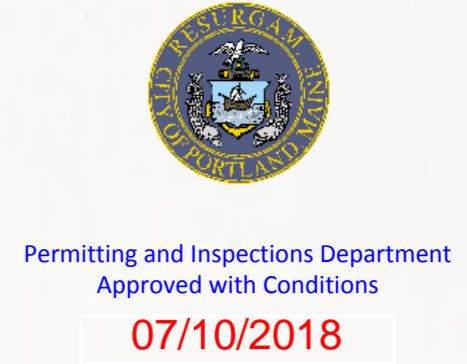 RESURGAM.
CITY OF PORTLAND MAINE
Permitting and Inspections Department
Approved with Conditions
07/10/2018